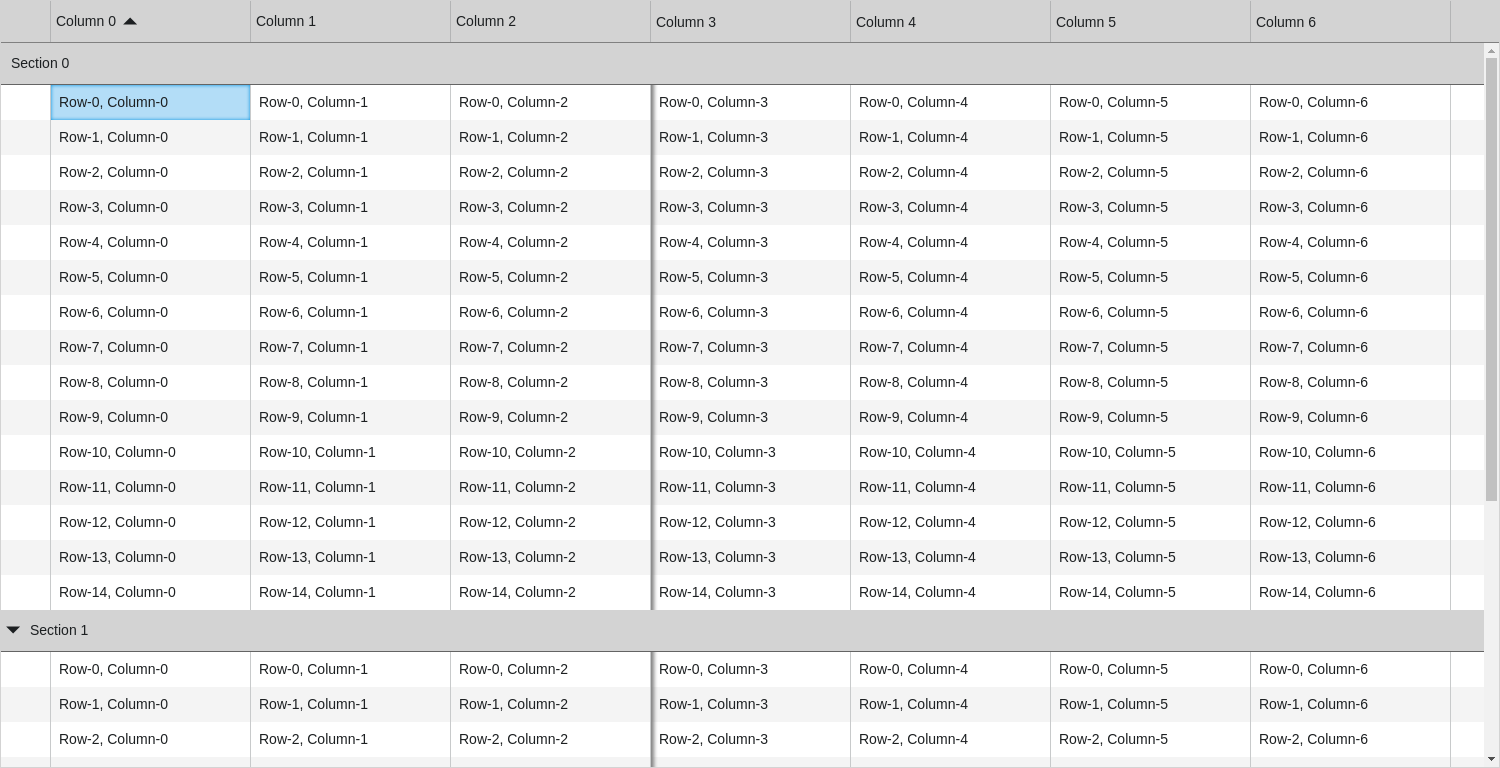 Column 0 Column 1 Column 2 Column 3 Column 4 Column 5 Column 6
Section 0
Row-0, Column-0 Row-0, Column-1 Row-0, Column-2 Row-0, Column-3 Row-0, Column-4 Row-0, Column-5 Row-0, Column-6
Row-1, Column-0 Row-1, Column-1 Row-1, Column-2 Row-1, Column-3 Row-1, Column-4 Row-1, Column-5 Row-1, Column-6
Row-2, Column-0 Row-2, Column-1 Row-2, Column-2 Row-2, Column-3 Row-2, Column-4 Row-2, Column-5 Row-2, Column-6
Row-3, Column-0 Row-3, Column-1 Row-3, Column-2 Row-3, Column-3 Row-3, Column-4 Row-3, Column-5 Row-3, Column-6
Row-4, Column-0 Row-4, Column-1 Row-4, Column-2 Row-4, Column-3 Row-4, Column-4 Row-4, Column-5 Row-4, Column-6
Row-5, Column-0 Row-5, Column-1 Row-5, Column-2 Row-5, Column-3 Row-5, Column-4 Row-5, Column-5 Row-5, Column-6
Row-6, Column-0 Row-6, Column-1 Row-6, Column-2 Row-6, Column-3 Row-6, Column-4 Row-6, Column-5 Row-6, Column-6
Row-7, Column-0 Row-7, Column-1 Row-7, Column-2 Row-7, Column-3 Row-7, Column-4 Row-7, Column-5 Row-7, Column-6
Row-8, Column-0 Row-8, Column-1 Row-8, Column-2 Row-8, Column-3 Row-8, Column-4 Row-8, Column-5 Row-8, Column-6
Row-9, Column-0 Row-9, Column-1 Row-9, Column-2 Row-9, Column-3 Row-9, Column-4 Row-9, Column-5 Row-9, Column-6
Row-10, Column-0 Row-10, Column-1 Row-10, Column-2 Row-10, Column-3 Row-10, Column-4 Row-10, Column-5 Row-10, Column-6
Row-11, Column-0 Row-11, Column-1 Row-11, Column-2 Row-11, Column-3 Row-11, Column-4 Row-11, Column-5 Row-11, Column-6
Row-12, Column-0 Row-12, Column-1 Row-12, Column-2 Row-12, Column-3 Row-12, Column-4 Row-12, Column-5 Row-12, Column-6
Row-13, Column-0 Row-13, Column-1 Row-13, Column-2 Row-13, Column-3 Row-13, Column-4 Row-13, Column-5 Row-13, Column-6
Row-14, Column-0 Row-14, Column-1 Row-14, Column-2 Row-14, Column-3 Row-14, Column-4 Row-14, Column-5 Row-14, Column-6
Section 1
Row-0, Column-0 Row-0, Column-1 Row-0, Column-2 Row-0, Column-3 Row-0, Column-4 Row-0, Column-5 Row-0, Column-6
Row-1, Column-0 Row-1, Column-1 Row-1, Column-2 Row-1, Column-3 Row-1, Column-4 Row-1, Column-5 Row-1, Column-6
Row-2, Column-0 Row-2, Column-1 Row-2, Column-2 Row-2, Column-3 Row-2, Column-4 Row-2, Column-5 Row-2, Column-6